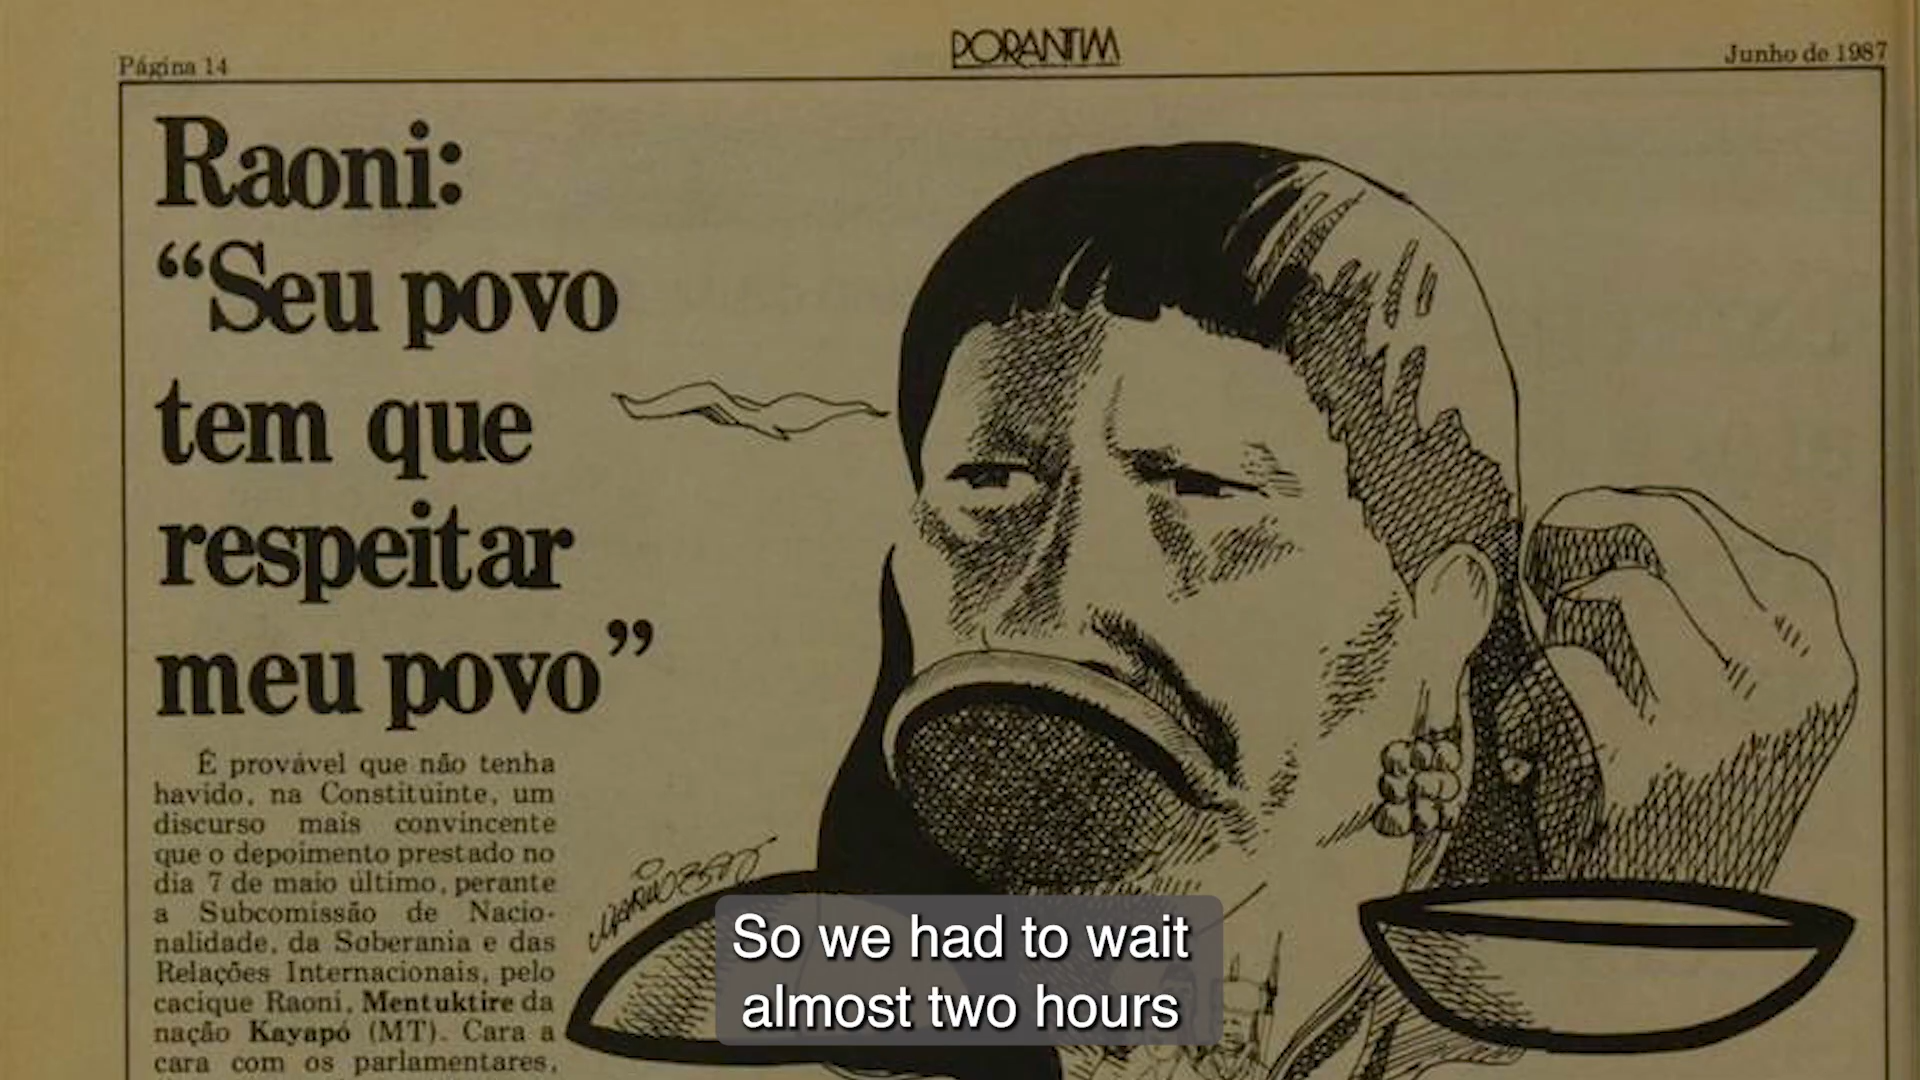 Página 14
PORANTIM
Junho de 1987
Raoni:
“Seu povo
tem que
respeitar
meu povo”
É provável que não tenha
havido, na Constituinte, um
discurso mais convincente
que o depoimento prestado no
dia 7 de maio último, perante
a Subcomissão de Nacio-
nalidade, da Soberania e das
Relações Internacionais, pelo
cacique Raoni, Mentuktire da
nação Kayapó (MT). Cara a
cara com os parlamentares,
So we had to wait
almost two hours